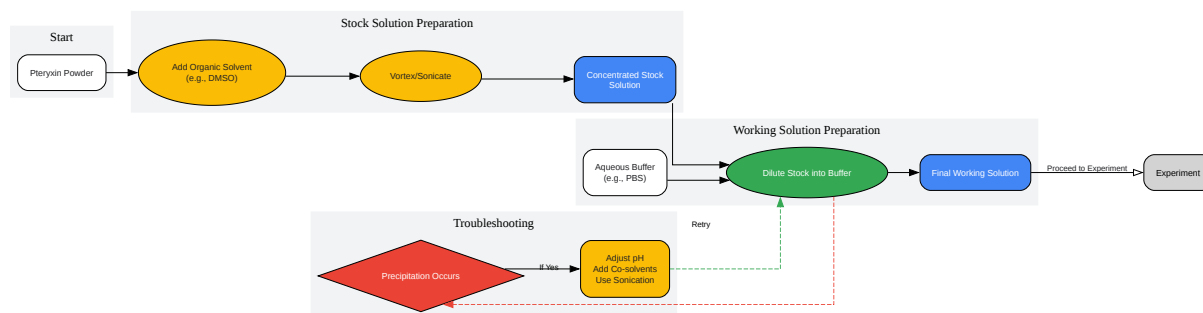 Start
Pteryxin Powder
Stock Solution Preparation
Add Organic Solvent
(e.g., DMSO)
Vortex/Sonicate
Concentrated Stock
Solution
Working Solution Preparation
Aqueous Buffer
(e.g., PBS)
Dilute Stock into Buffer
Final Working Solution
Proceed to Experiment
Experiment
Troubleshooting
Precipitation Occurs
If Yes
Adjust pH
Add Co-solvents
Use Sonication
Retry